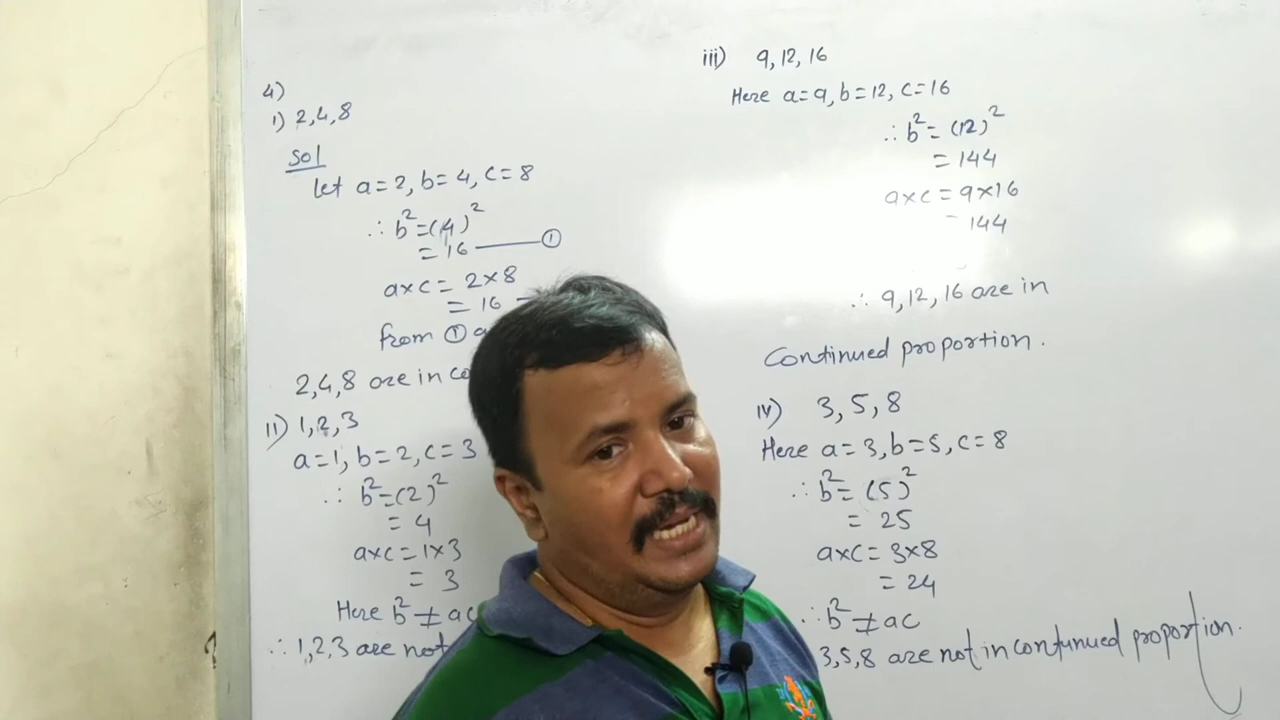 4)
i) 2,4,8
Sol
Let a=2, b=4, c=8
∴ b²=(4)²
= 16 —— ①
a×c = 2×8
= 16
from ①
2,4,8 are in
ii) 1,2,3
a=1, b=2, c=3
∴ b²=(2)²
= 4
a×c = 1×3
= 3
Here b² ≠ ac
∴ 1,2,3 are not
iii) 9,12,16
Here a=9, b=12, c=16
∴ b² = (12)²
= 144
a×c = 9×16
= 144
∴ 9,12,16 are in
Continued proportion.
iv) 3,5,8
Here a=3, b=5, c=8
∴ b² = (5)²
= 25
a×c = 3×8
= 24
∴ b² ≠ ac
3,5,8 are not in continued proportion.